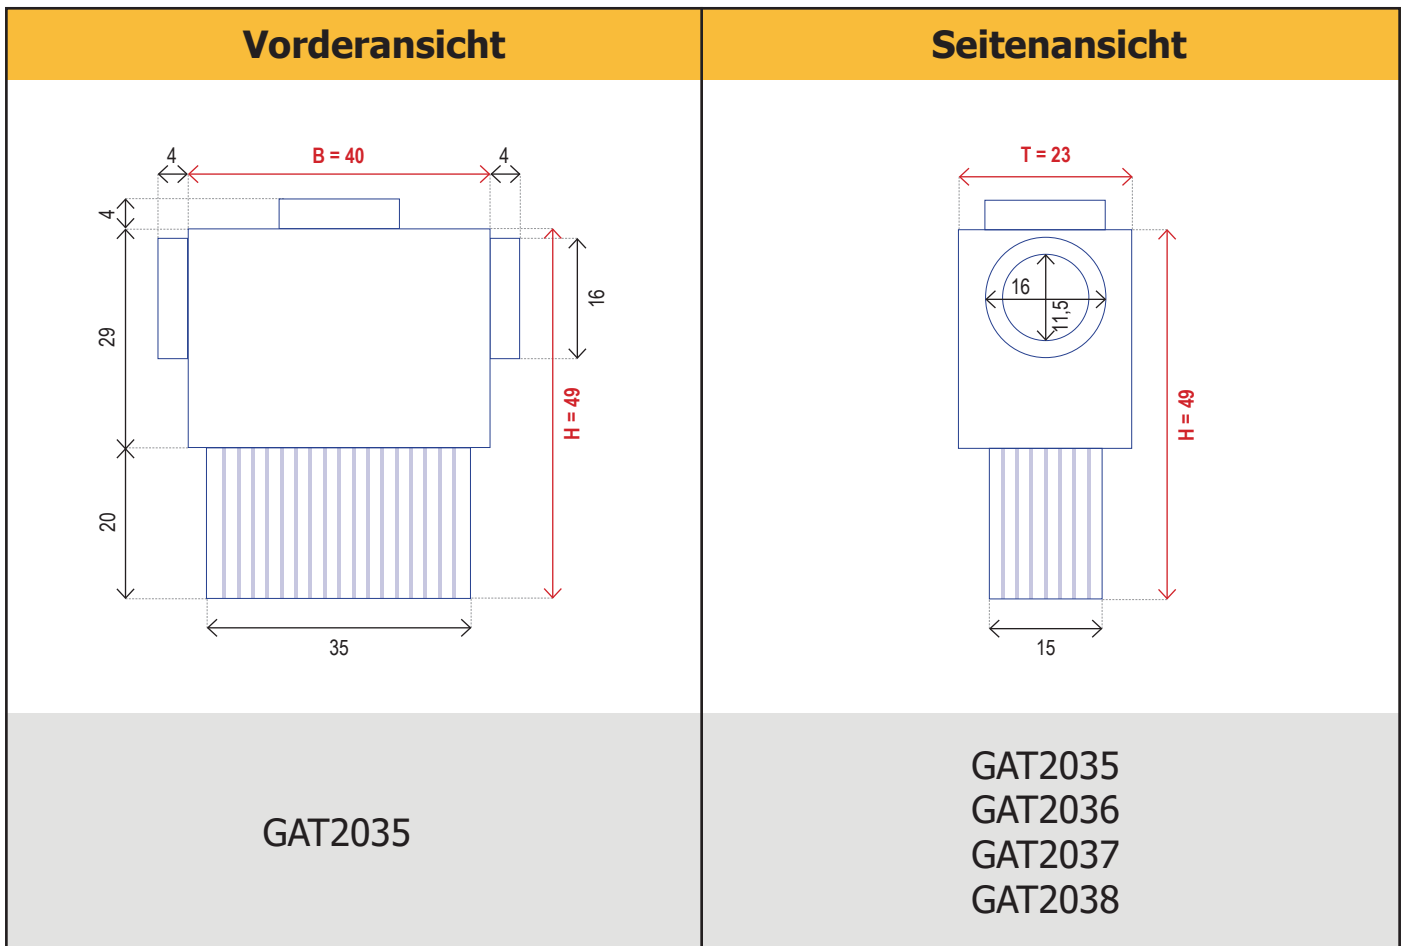 Vorderansicht
Seitenansicht
4
B = 40
4
4
29
20
16
H = 49
35
T = 23
16
11,5
H = 49
15
GAT2035
GAT2035
GAT2036
GAT2037
GAT2038